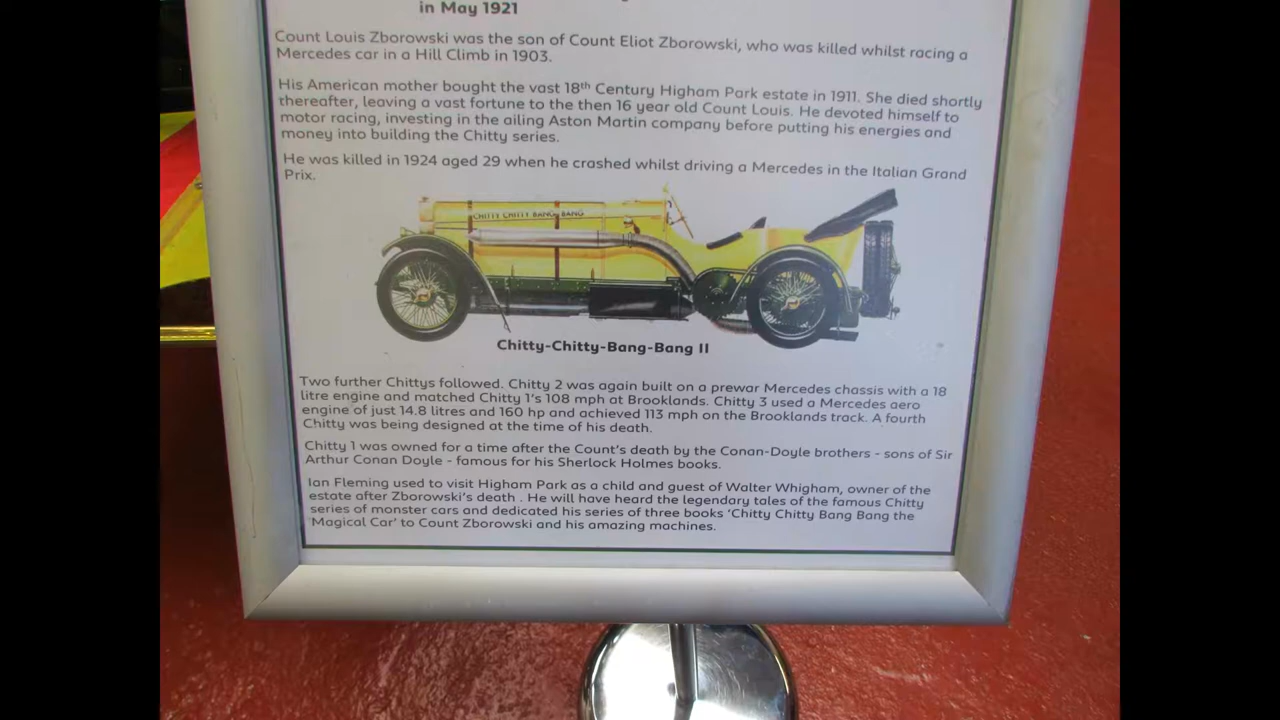 in May 1921
Count Louis Zborowski was the son of Count Eliot Zborowski, who was killed whilst racing a
Mercedes car in a Hill Climb in 1903.
His American mother bought the vast 18th Century Higham Park estate in 1911. She died shortly
thereafter, leaving a vast fortune to the then 16 year old Count Louis. He devoted himself to
motor racing, investing in the ailing Aston Martin company before putting his energies and
money into building the Chitty series.
He was killed in 1924 aged 29 when he crashed whilst driving a Mercedes in the Italian Grand
Prix.
CHITTY CHITTY BANG BANG
Chitty-Chitty-Bang-Bang II
Two further Chittys followed. Chitty 2 was again built on a prewar Mercedes chassis with a 18
litre engine and matched Chitty 1's 108 mph at Brooklands. Chitty 3 used a Mercedes aero
engine of just 14.8 litres and 160 hp and achieved 113 mph on the Brooklands track. A fourth
Chitty was being designed at the time of his death.
Chitty 1 was owned for a time after the Count's death by the Conan-Doyle brothers - sons of Sir
Arthur Conan Doyle - famous for his Sherlock Holmes books.
Ian Fleming used to visit Higham Park as a child and guest of Walter Whigham, owner of the
estate after Zborowski's death . He will have heard the legendary tales of the famous Chitty
series of monster cars and dedicated his series of three books 'Chitty Chitty Bang Bang the
Magical Car' to Count Zborowski and his amazing machines.